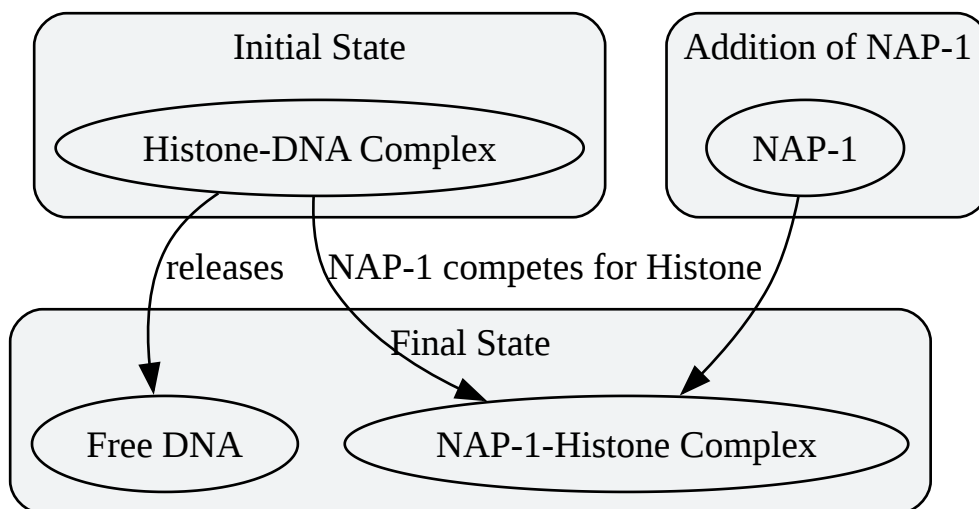 Initial State
Addition of NAP-1
Histone-DNA Complex
NAP-1
releases
NAP-1 competes for Histone
Final State
Free DNA
NAP-1-Histone Complex